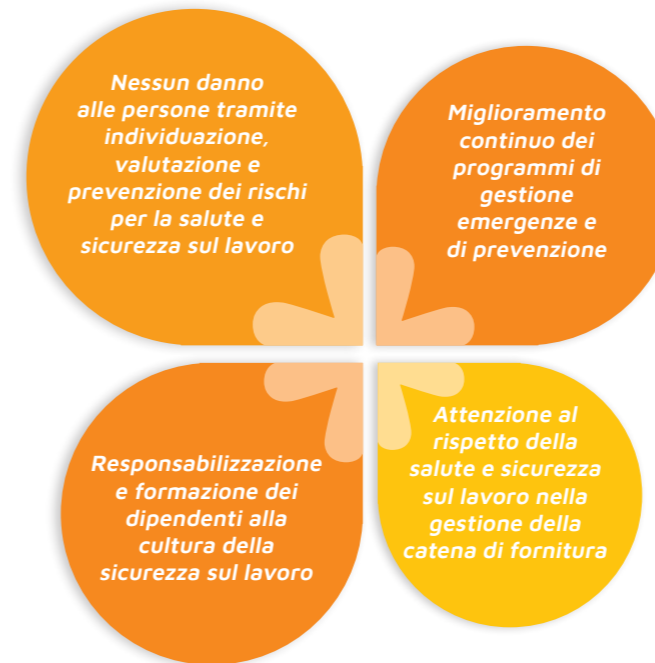 Nessun danno
alle persone tramite
individuazione,
valutazione e
prevenzione dei rischi
per la salute e
sicurezza sul lavoro
Miglioramento
continuo dei
programmi di
gestione
emergenze e
di prevenzione
Responsabilizzazione
e formazione dei
dipendenti alla
cultura della
sicurezza sul lavoro
Attenzione al
rispetto della
salute e sicurezza
sul lavoro nella
gestione della
catena di fornitura